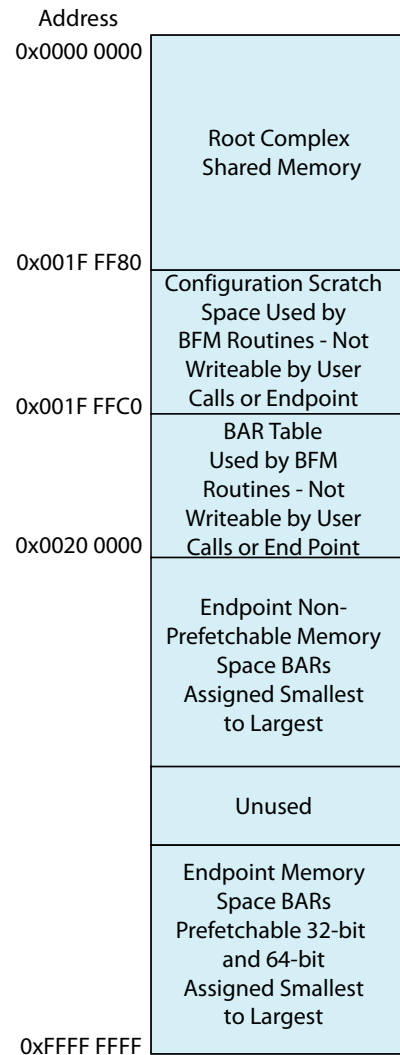 Address
0x0000 0000
Root Complex
Shared Memory
0x001F FF80
Configuration Scratch
Space Used by
BFM Routines - Not
Writeable by User
Calls or Endpoint
0x001F FFC0
BAR Table
Used by BFM
Routines - Not
Writeable by User
Calls or End Point
0x0020 0000
Endpoint Non-
Prefetchable Memory
Space BARs
Assigned Smallest
to Largest
Unused
Endpoint Memory
Space BARs
Prefetchable 32-bit
and 64-bit
Assigned Smallest
to Largest
0xFFFF FFFF